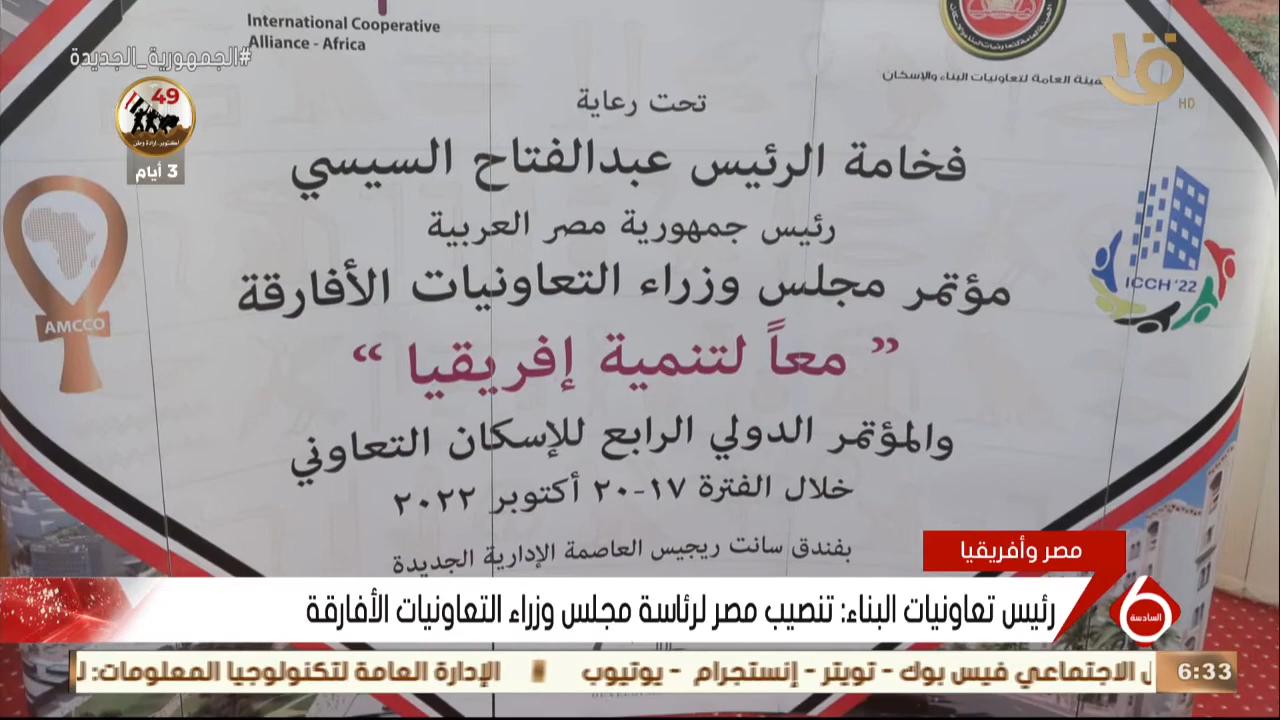 International Cooperative
Alliance - Africa
#الجمهورية_الجديدة
49
أكتوبر.. إرادة وطن
3 أيام
HD
الهيئة العامة لتعاونيات البناء والإسكان
تحت رعاية
فخامة الرئيس عبدالفتاح السيسي
رئيس جمهورية مصر العربية
مؤتمر مجلس وزراء التعاونيات الأفارقة
” معاً لتنمية إفريقيا “
والمؤتمر الدولي الرابع للإسكان التعاوني
خلال الفترة ١٧-٢٠ أكتوبر ٢٠٢٢
بفندق سانت ريجيس العاصمة الإدارية الجديدة
AMCCO
ICCH '22
مصر وأفريقيا
السادسة
6
رئيس تعاونيات البناء: تنصيب مصر لرئاسة مجلس وزراء التعاونيات الأفارقة
الاجتماعي فيس بوك - تويتر - إنستجرام - يوتيوب الإدارة العامة لتكنولوجيا المعلومات:
6:33